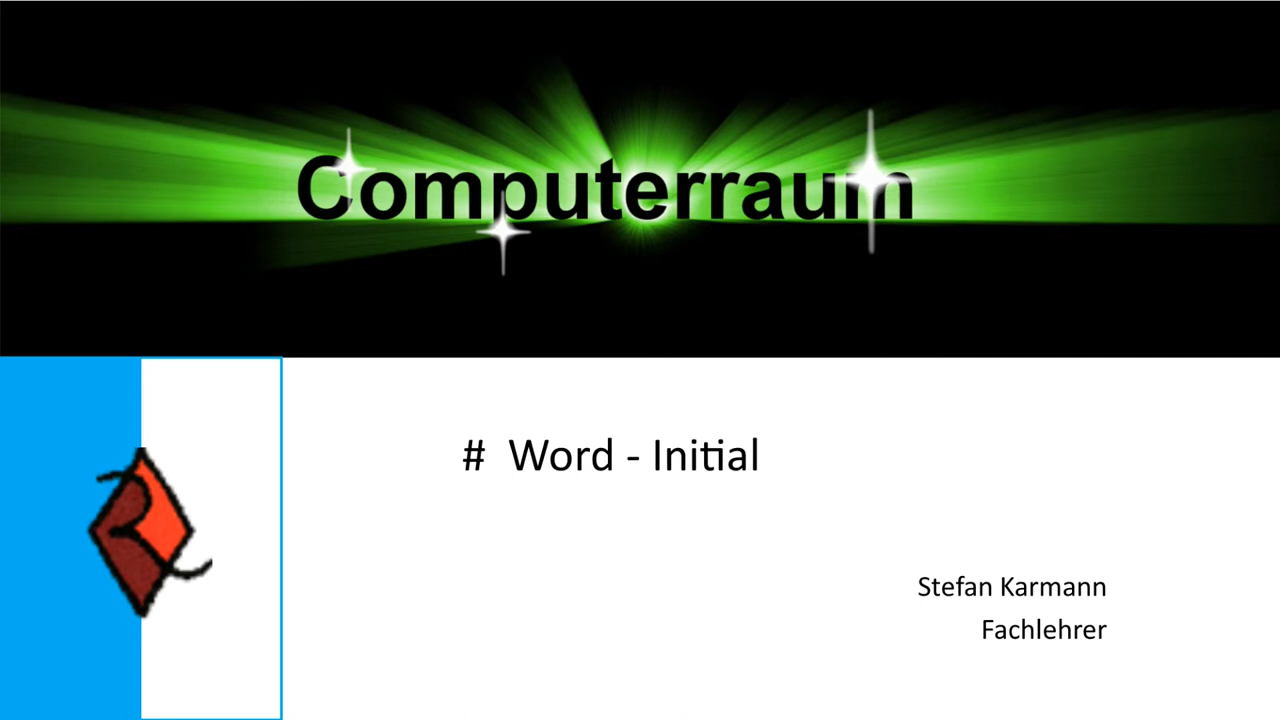 Computerraum
# Word - Initial
Stefan Karmann
Fachlehrer